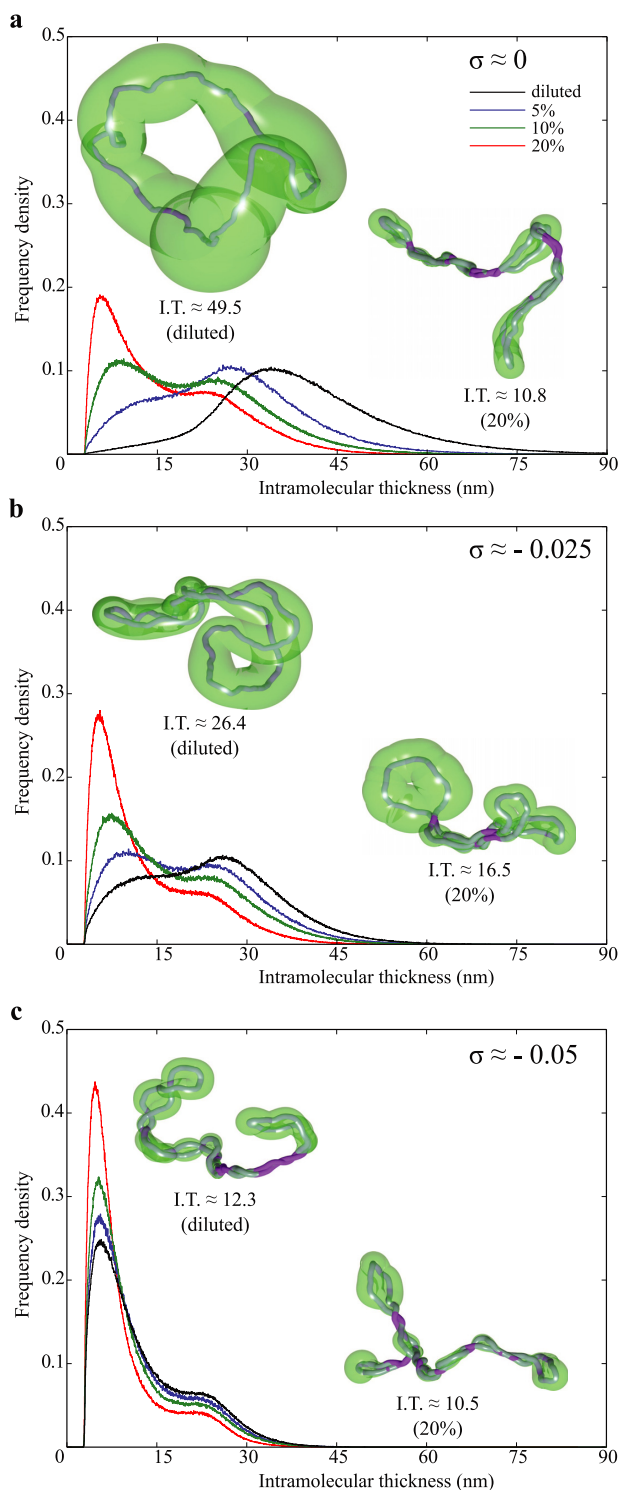 a
0.5
0.4
0.3
0.2
0.1
Frequency density
σ ≈ 0
diluted
5%
10%
20%
I.T. ≈ 49.5
(diluted)
I.T. ≈ 10.8
(20%)
0 15 30 45 60 75 90
Intramolecular thickness (nm)
b
0.5
0.4
0.3
0.2
0.1
Frequency density
σ ≈ - 0.025
I.T. ≈ 26.4
(diluted)
I.T. ≈ 16.5
(20%)
0 15 30 45 60 75 90
Intramolecular thickness (nm)
c
0.5
0.4
0.3
0.2
0.1
Frequency density
σ ≈ - 0.05
I.T. ≈ 12.3
(diluted)
I.T. ≈ 10.5
(20%)
0 15 30 45 60 75 90
Intramolecular thickness (nm)